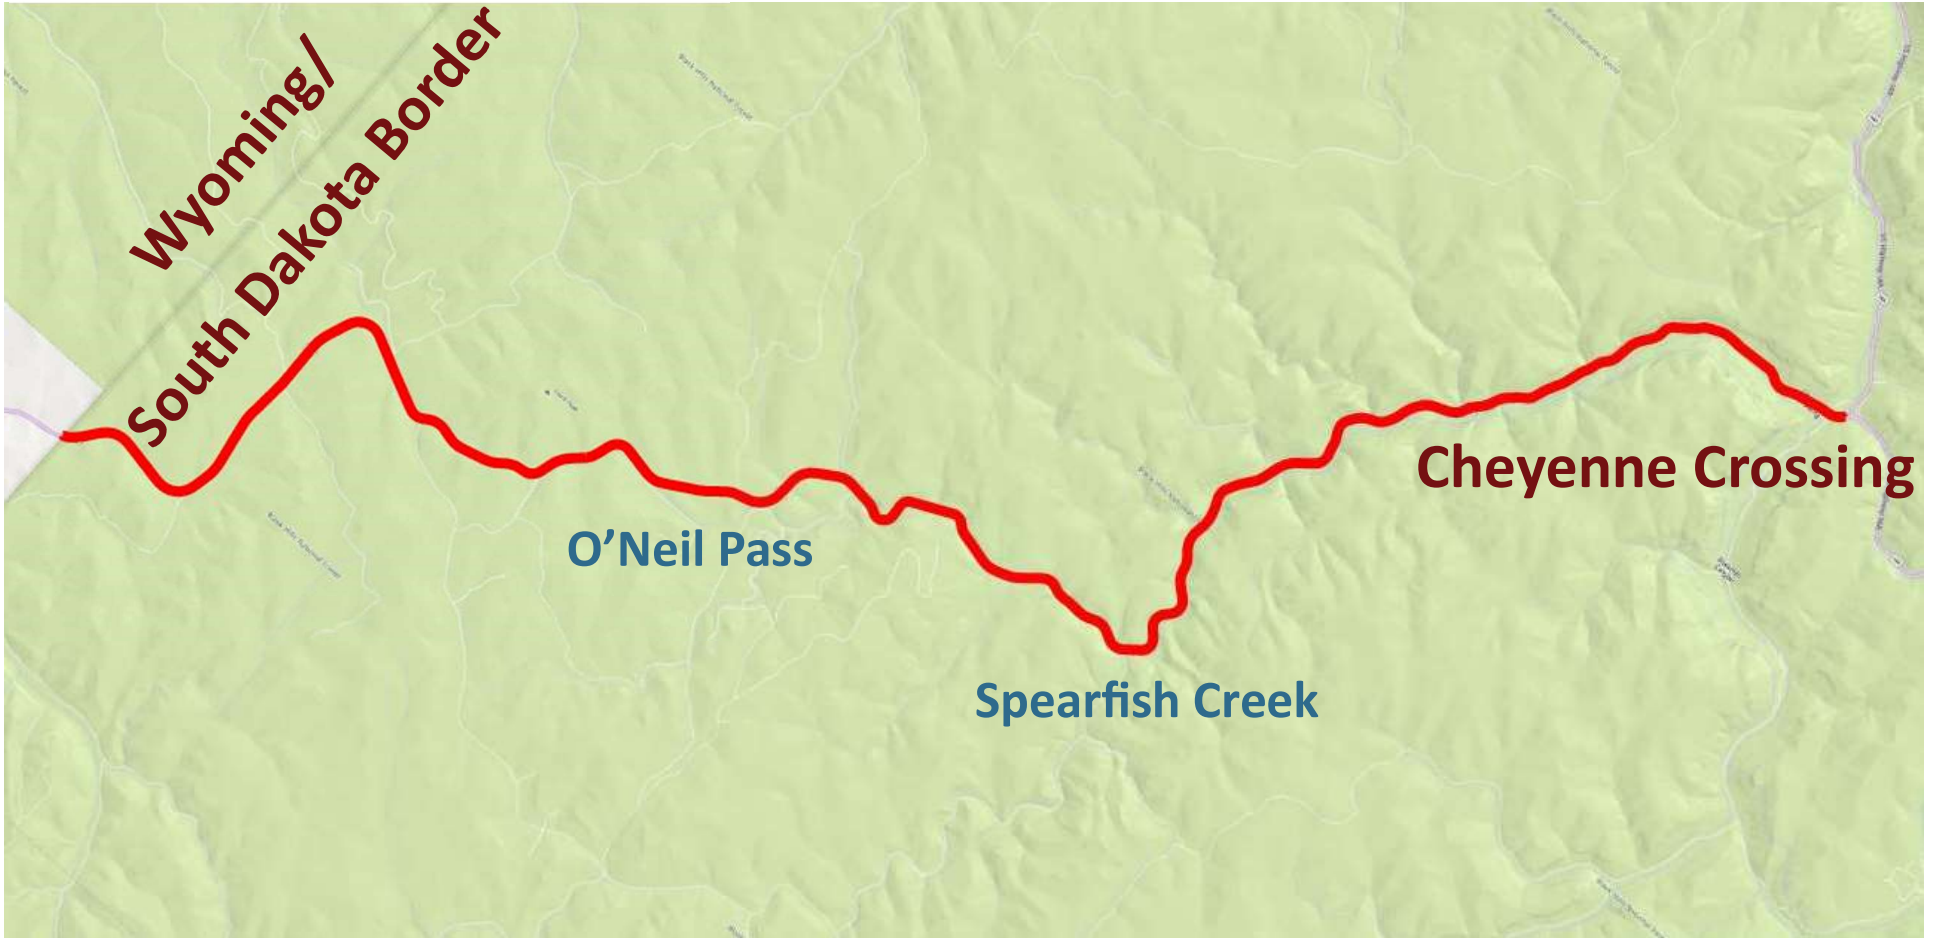 Wyoming/
South Dakota Border
O’Neil Pass
Spearfish Creek
Cheyenne Crossing